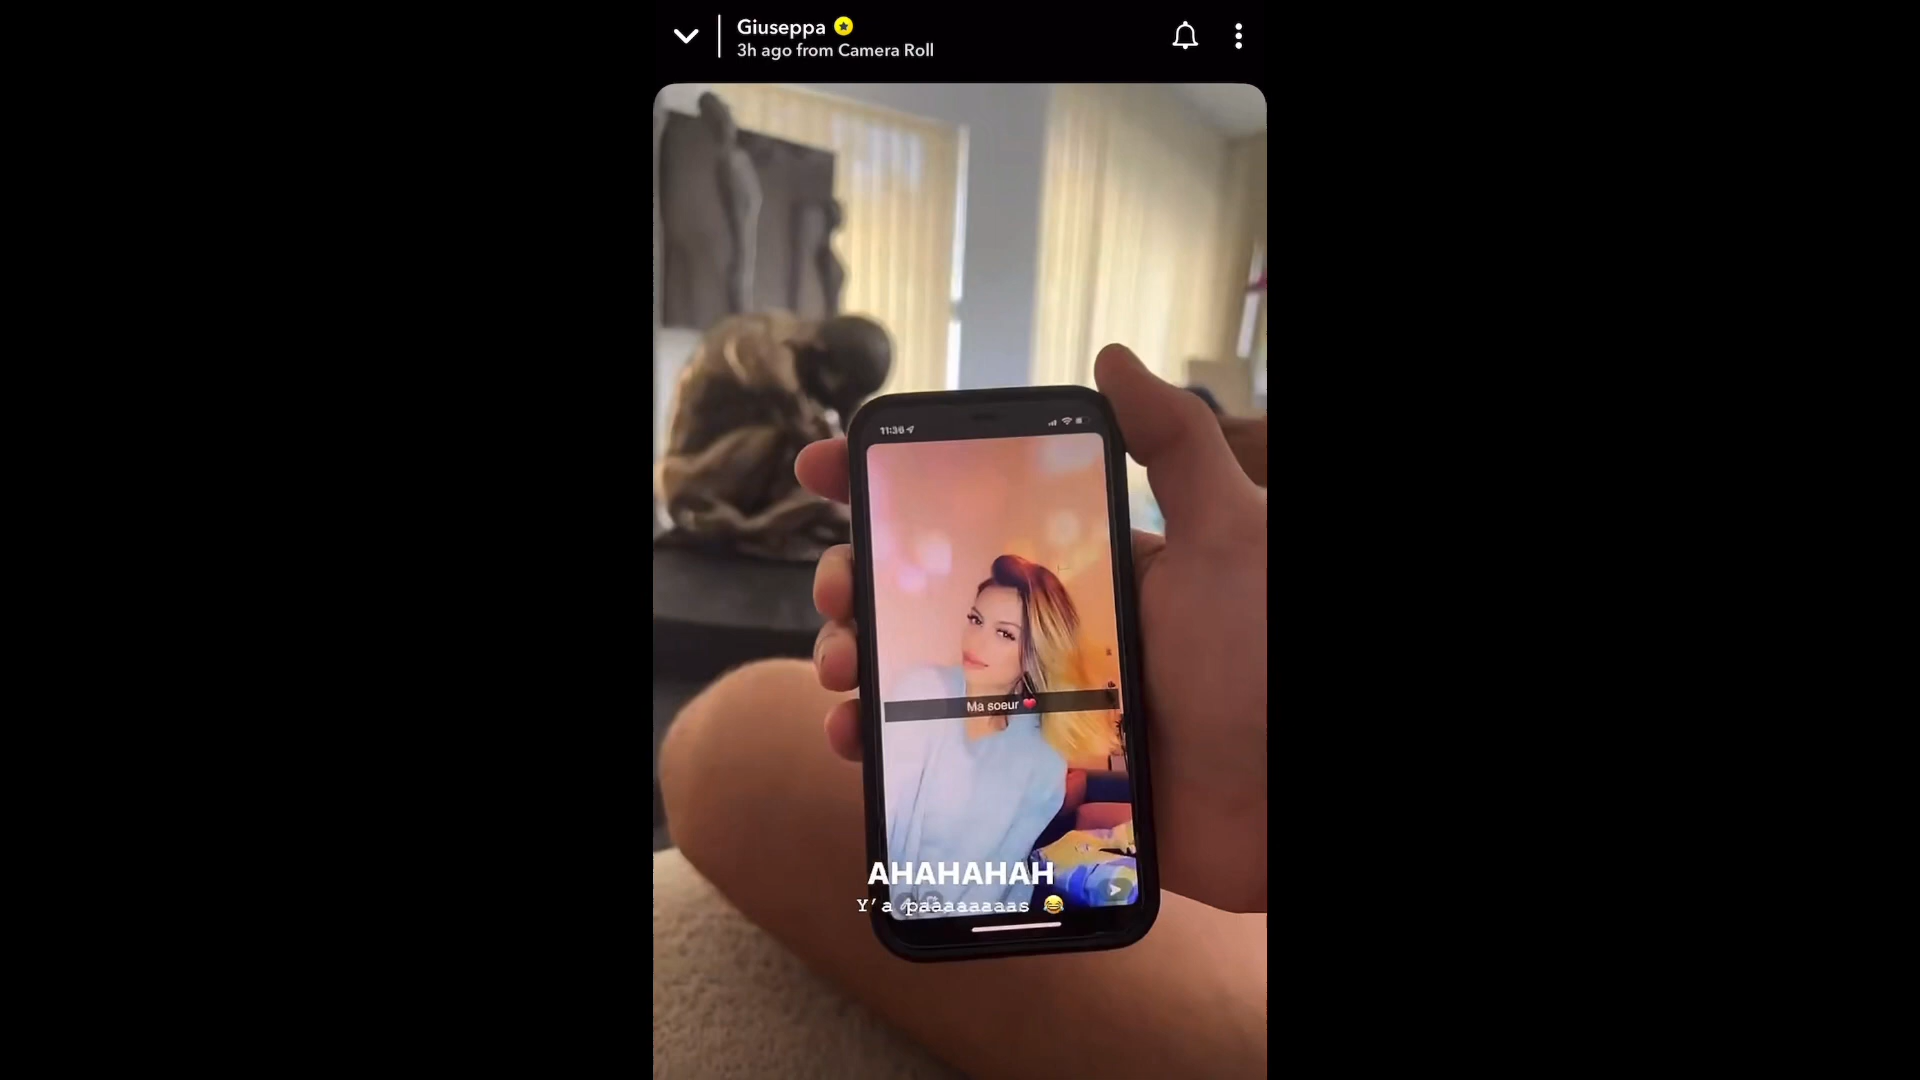 Giuseppa
3h ago from Camera Roll
11:36
Ma soeur ❤️
AHAHAHAH
Y'a paaaaaaaas 😂